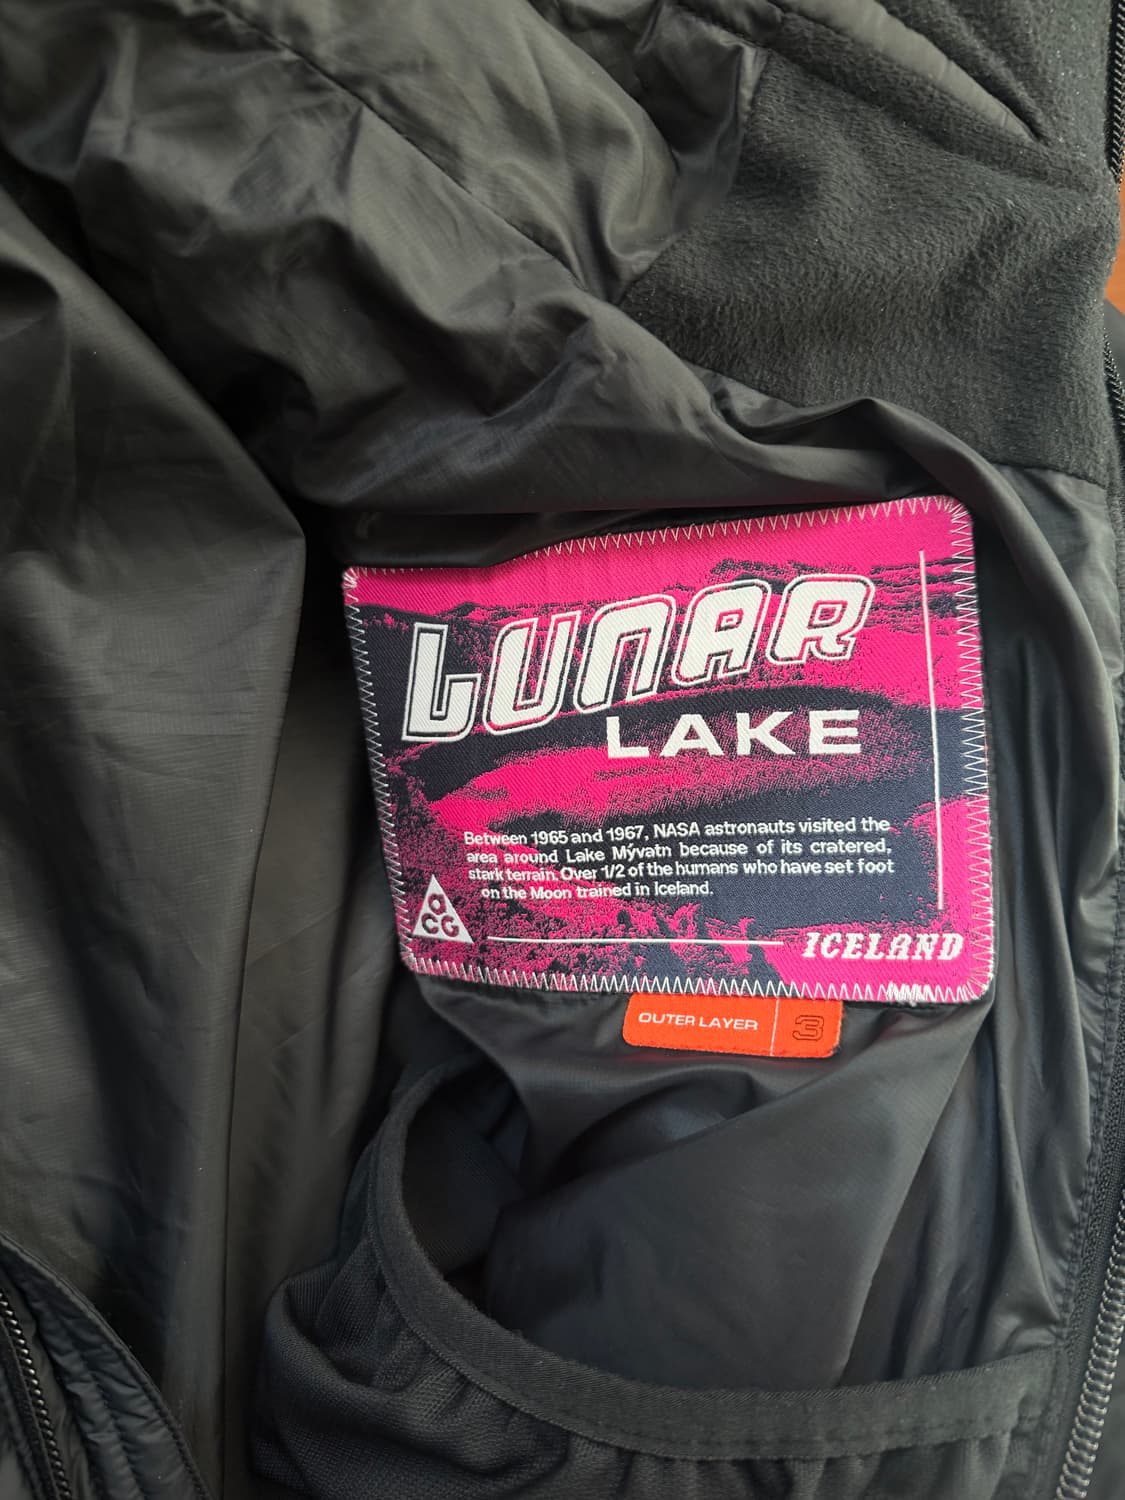 LUNAR
LAKE
Between 1965 and 1967, NASA astronauts visited the
area around Lake Mývatn because of its cratered,
stark terrain. Over 1/2 of the humans who have set foot
on the Moon trained in Iceland.
ACG
ICELAND
OUTER LAYER 3